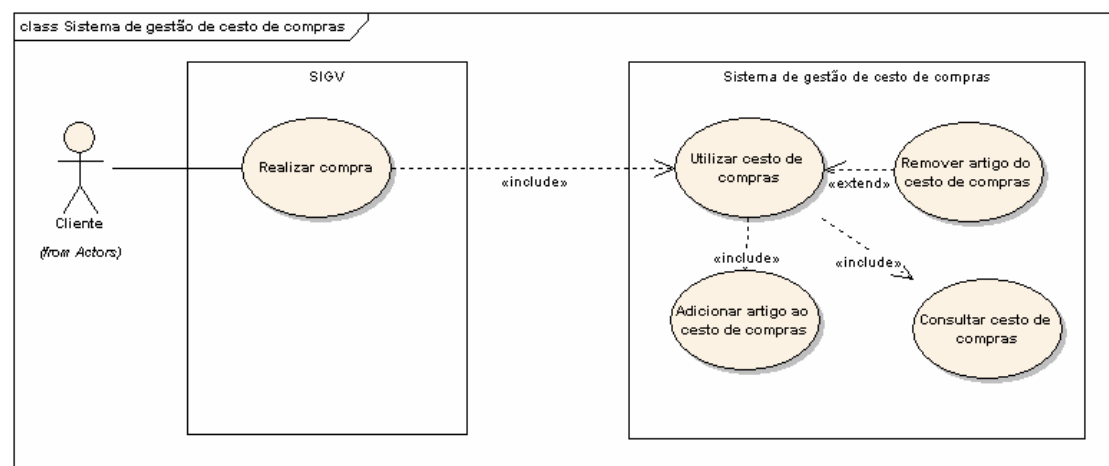 class Sistema de gestão de cesto de compras
SIGV
Sistema de gestão de cesto de compras
Realizar compra
Utilizar cesto de
compras
Remover artigo do
cesto de compras
«include»
«extend»
Cliente
(from Actors)
«include»
«include»
Adicionar artigo ao
cesto de compras
Consultar cesto de
compras